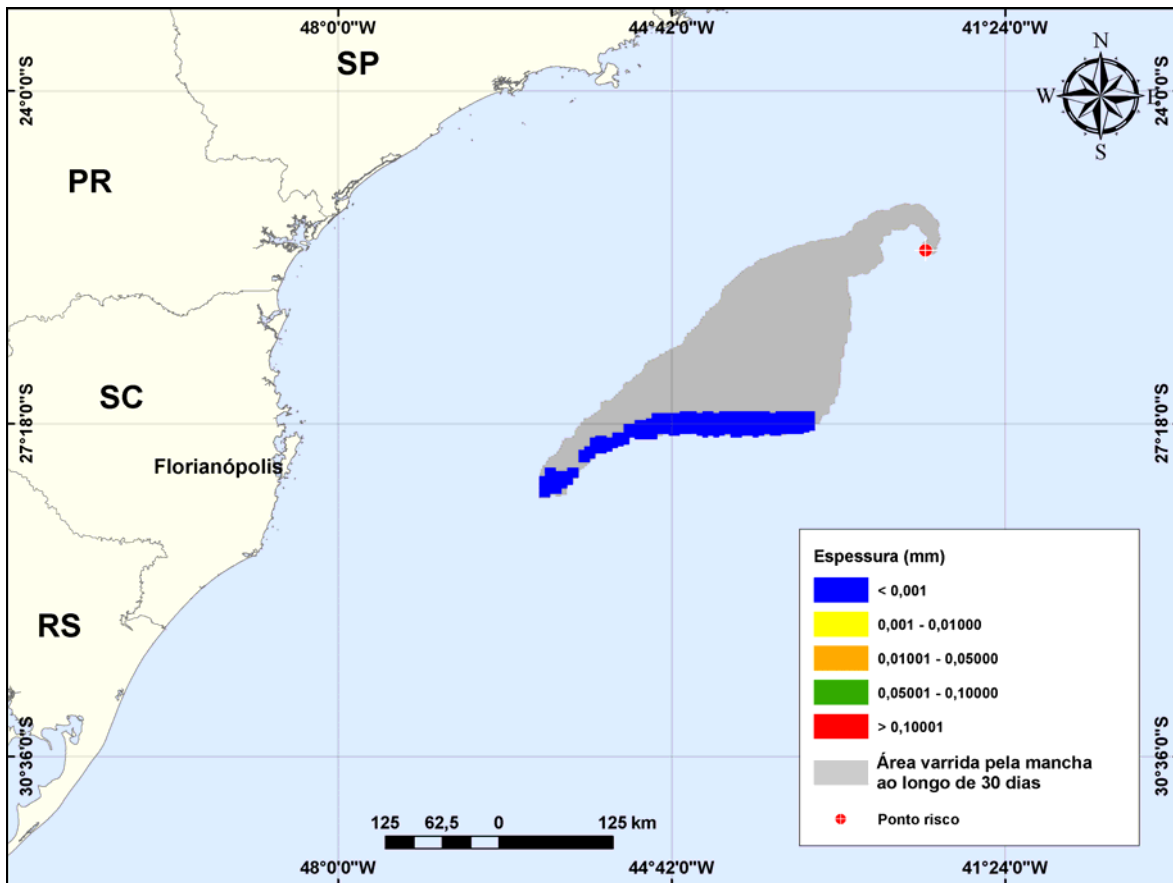 48°0'0"W
44°42'0"W
41°24'0"W
24°0'0"S
24°0'0"S
N
W
E
S
SP
PR
SC
27°18'0"S
27°18'0"S
Florianópolis
RS
Espessura (mm)
< 0,001
0,001 - 0,01000
0,01001 - 0,05000
0,05001 - 0,10000
> 0,10001
Área varrida pela mancha
ao longo de 30 dias
Ponto risco
30°36'0"S
30°36'0"S
125 62,5 0 125 km
48°0'0"W
44°42'0"W
41°24'0"W